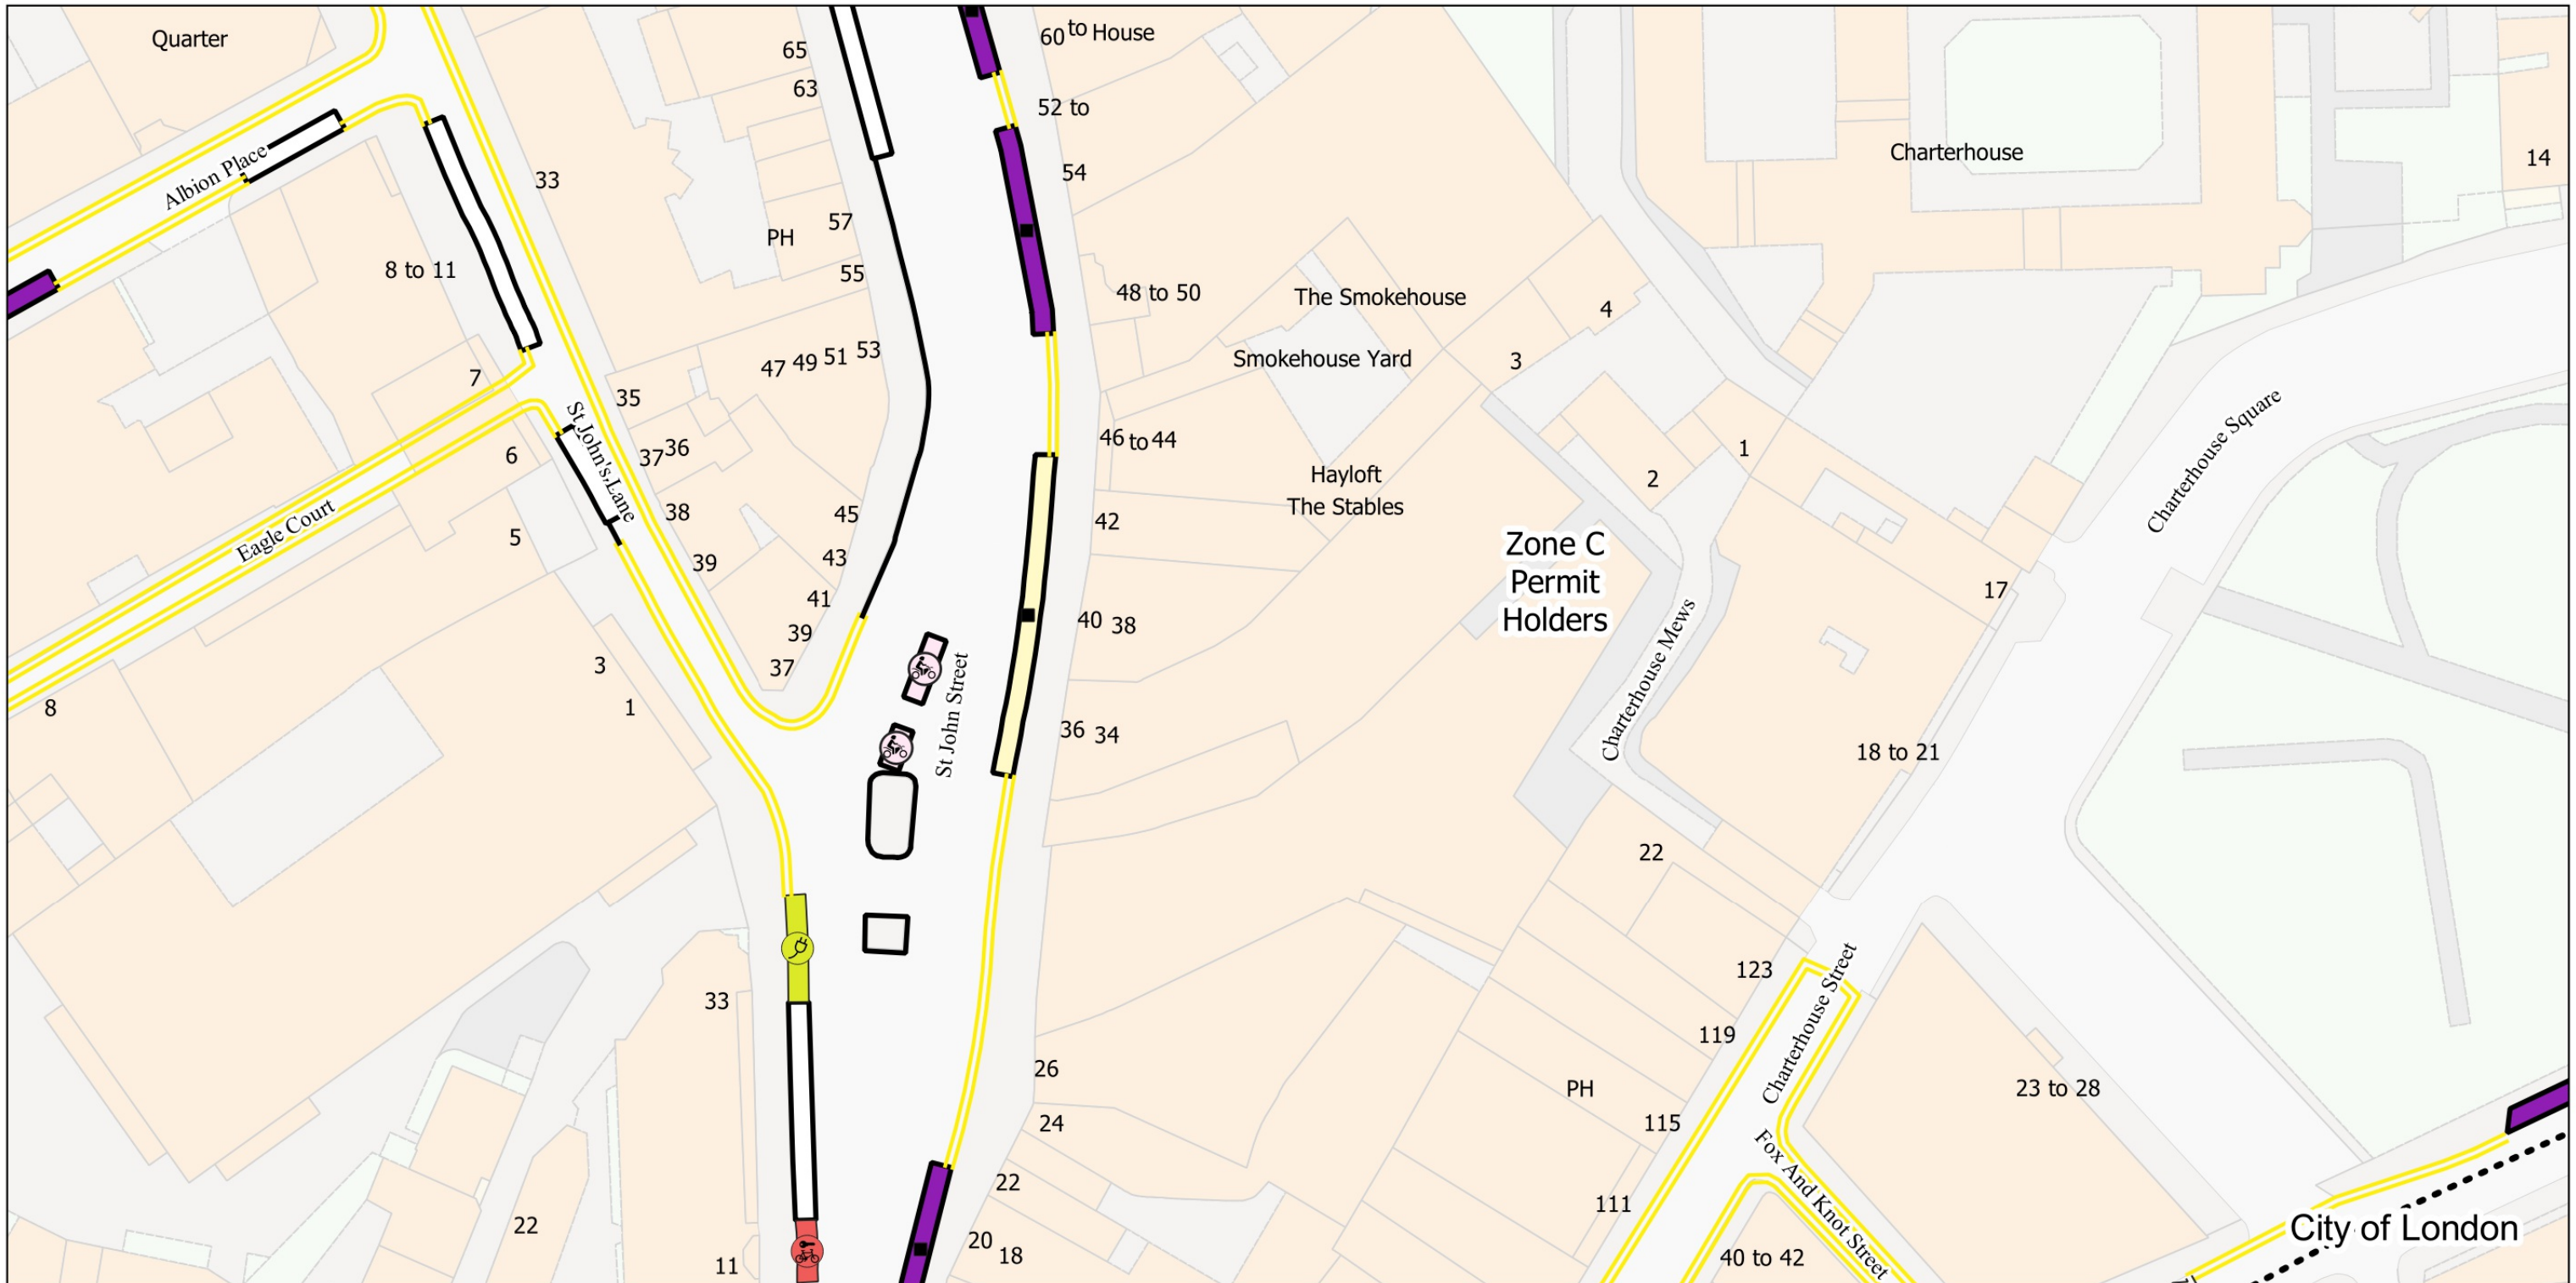 Quarter
65
60 to House
63
52 to
Charterhouse
14
54
Albion Place
33
57
PH
55
8 to 11
48 to 50
The Smokehouse
4
Smokehouse Yard
3
47 49 51 53
7
35
St John's Lane
Charterhouse Square
46 to 44
1
37 36
6
Hayloft
2
The Stables
38
45
42
5
Eagle Court
43
39
Zone C
Permit
Holders
17
41
40 38
39
Charterhouse Mews
3
37
St John Street
8
1
36 34
18 to 21
22
123
33
119
Charterhouse Street
26
PH
23 to 28
24
115
Fox And Knot Street
22
111
22
20
18
City of London
40 to 42
11